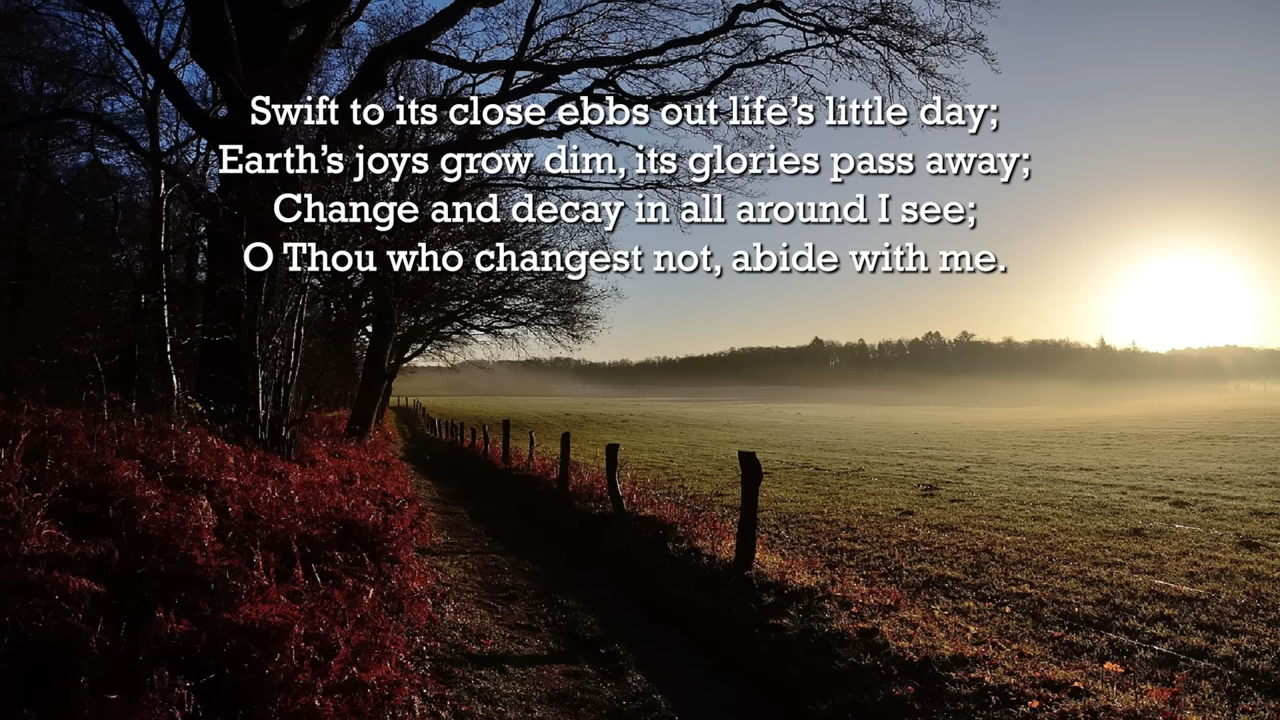 Swift to its close ebbs out life’s little day;
Earth’s joys grow dim, its glories pass away;
Change and decay in all around I see;
O Thou who changest not, abide with me.